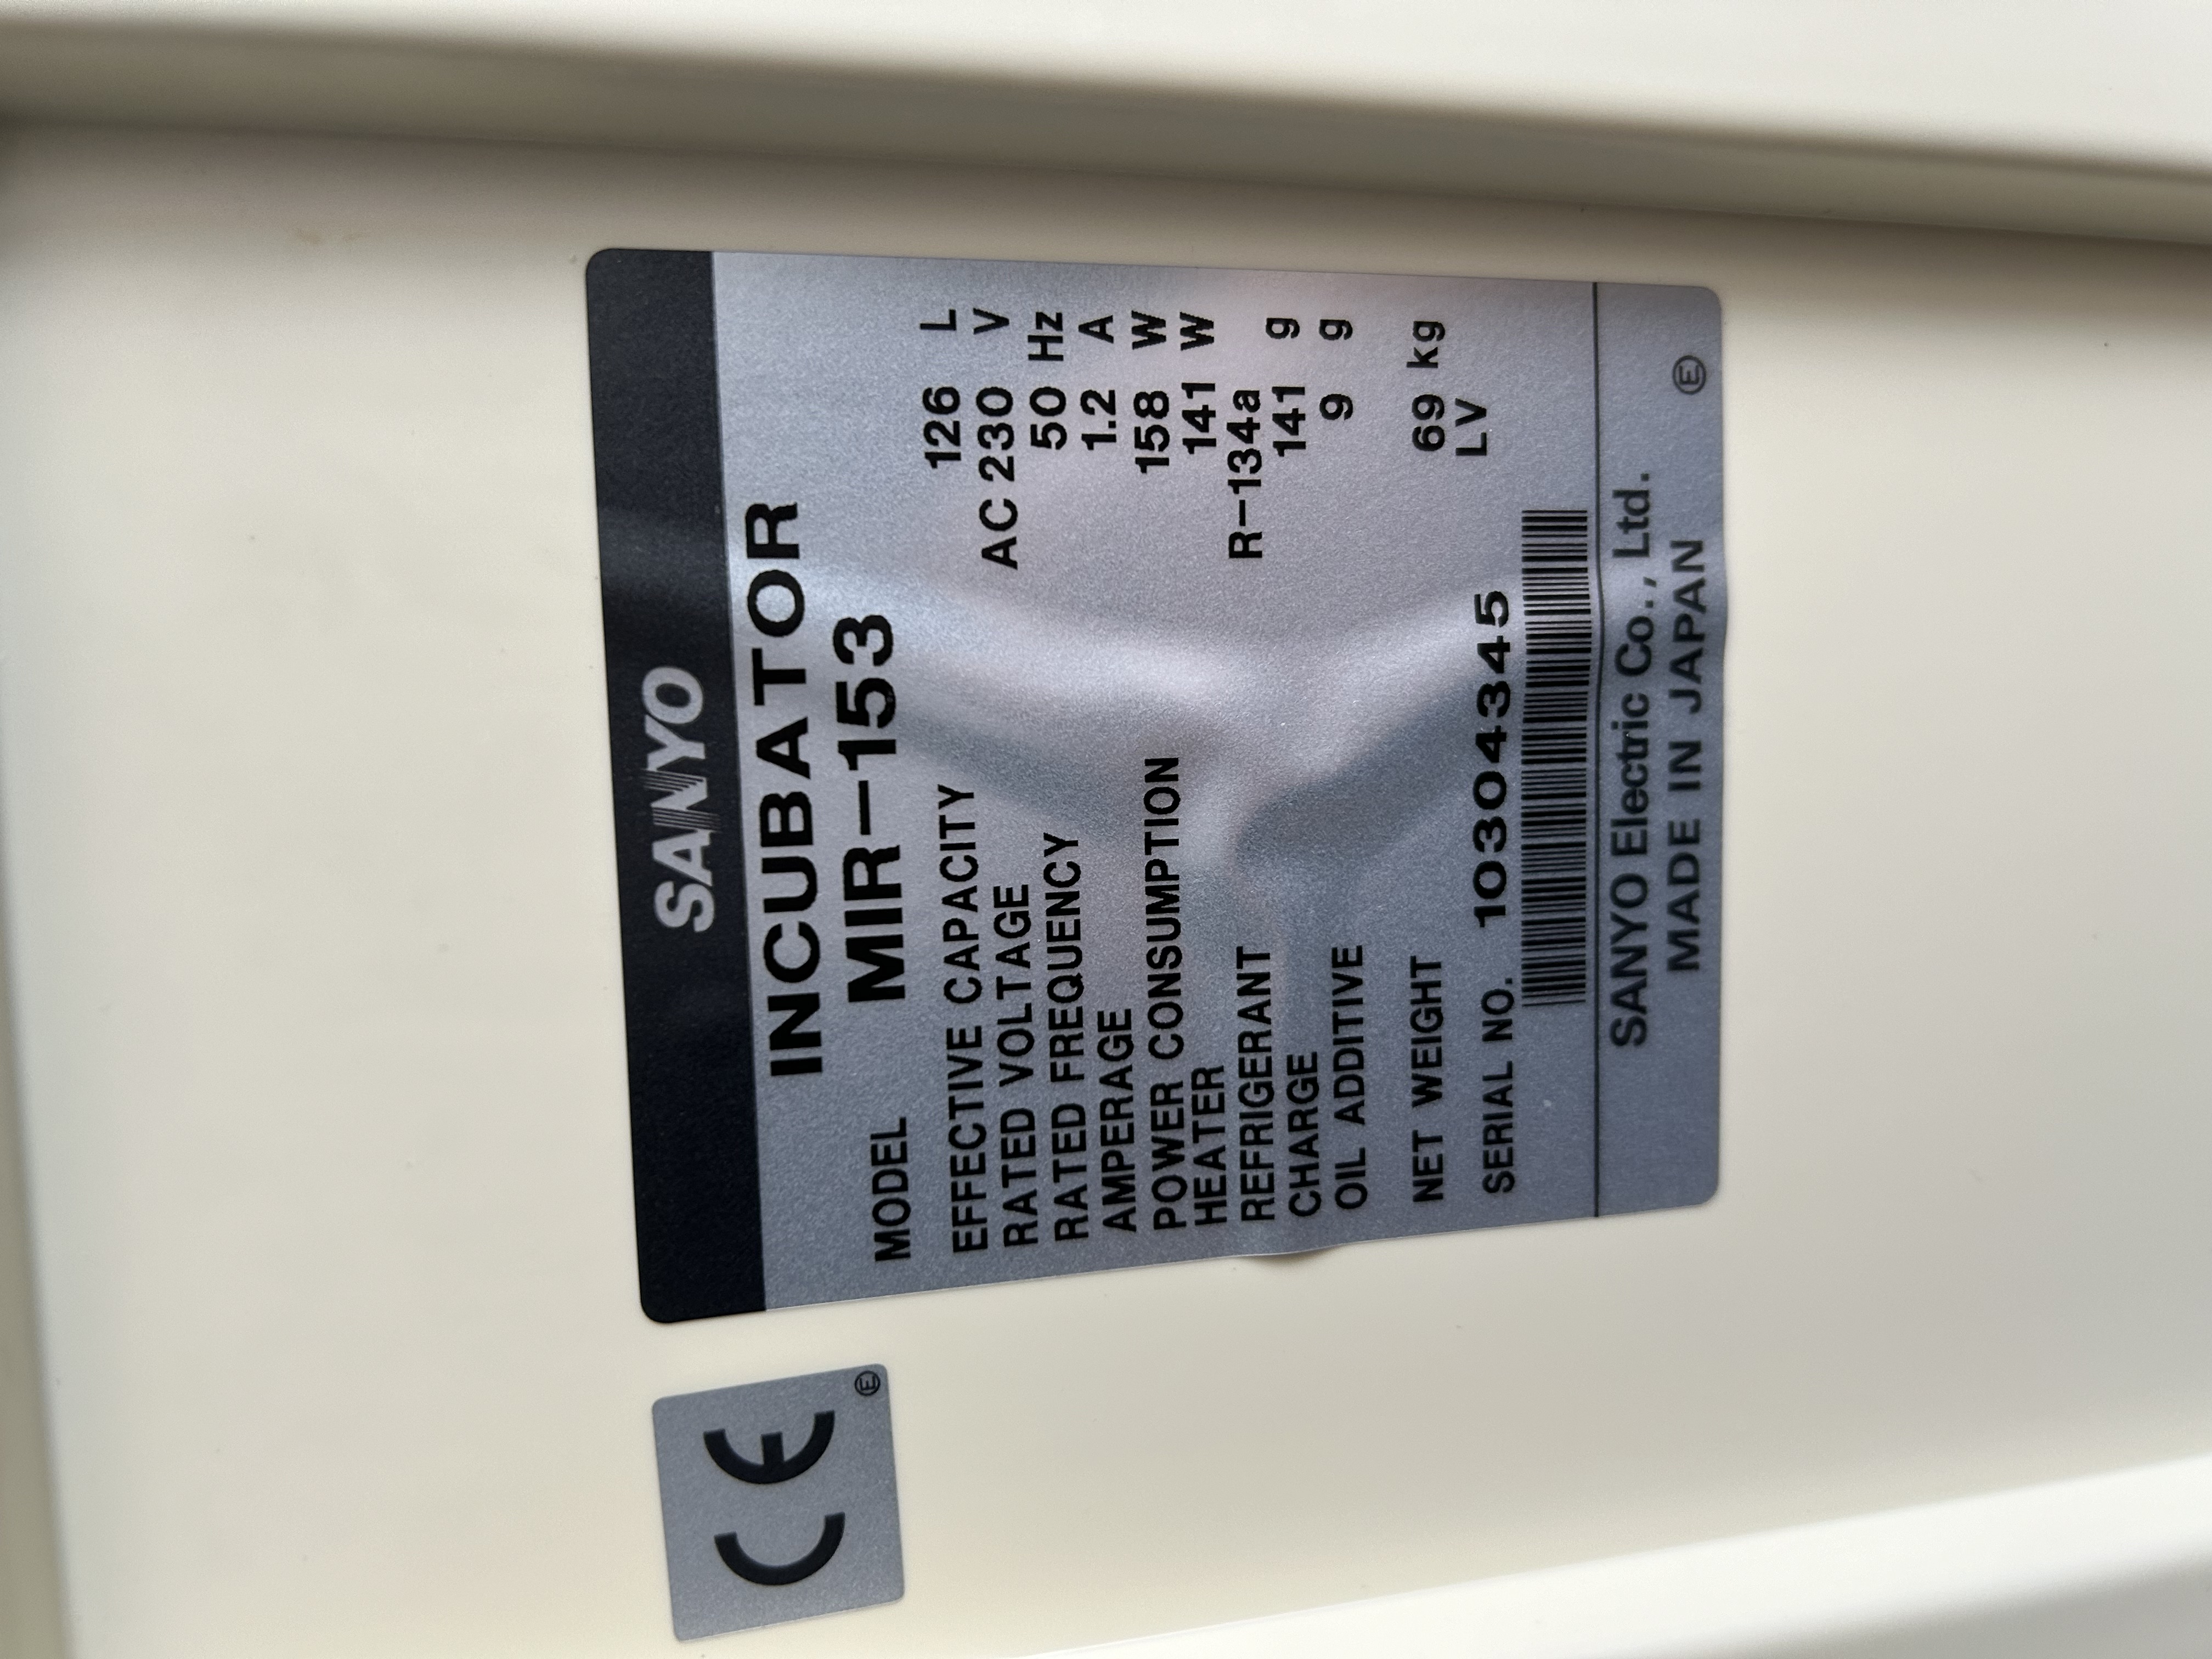 SANYO
INCUBATOR
MODEL MIR-153
EFFECTIVE CAPACITY 126 L
RATED VOLTAGE AC 230 V
RATED FREQUENCY 50 Hz
AMPERAGE 1.2 A
POWER CONSUMPTION 158 W
HEATER 141 W
REFRIGERANT R-134a
CHARGE 141 g
OIL ADDITIVE 9 g
NET WEIGHT 69 kg
LV
SERIAL NO. 10304345
SANYO Electric Co., Ltd.
MADE IN JAPAN Ⓔ
CE Ⓔ